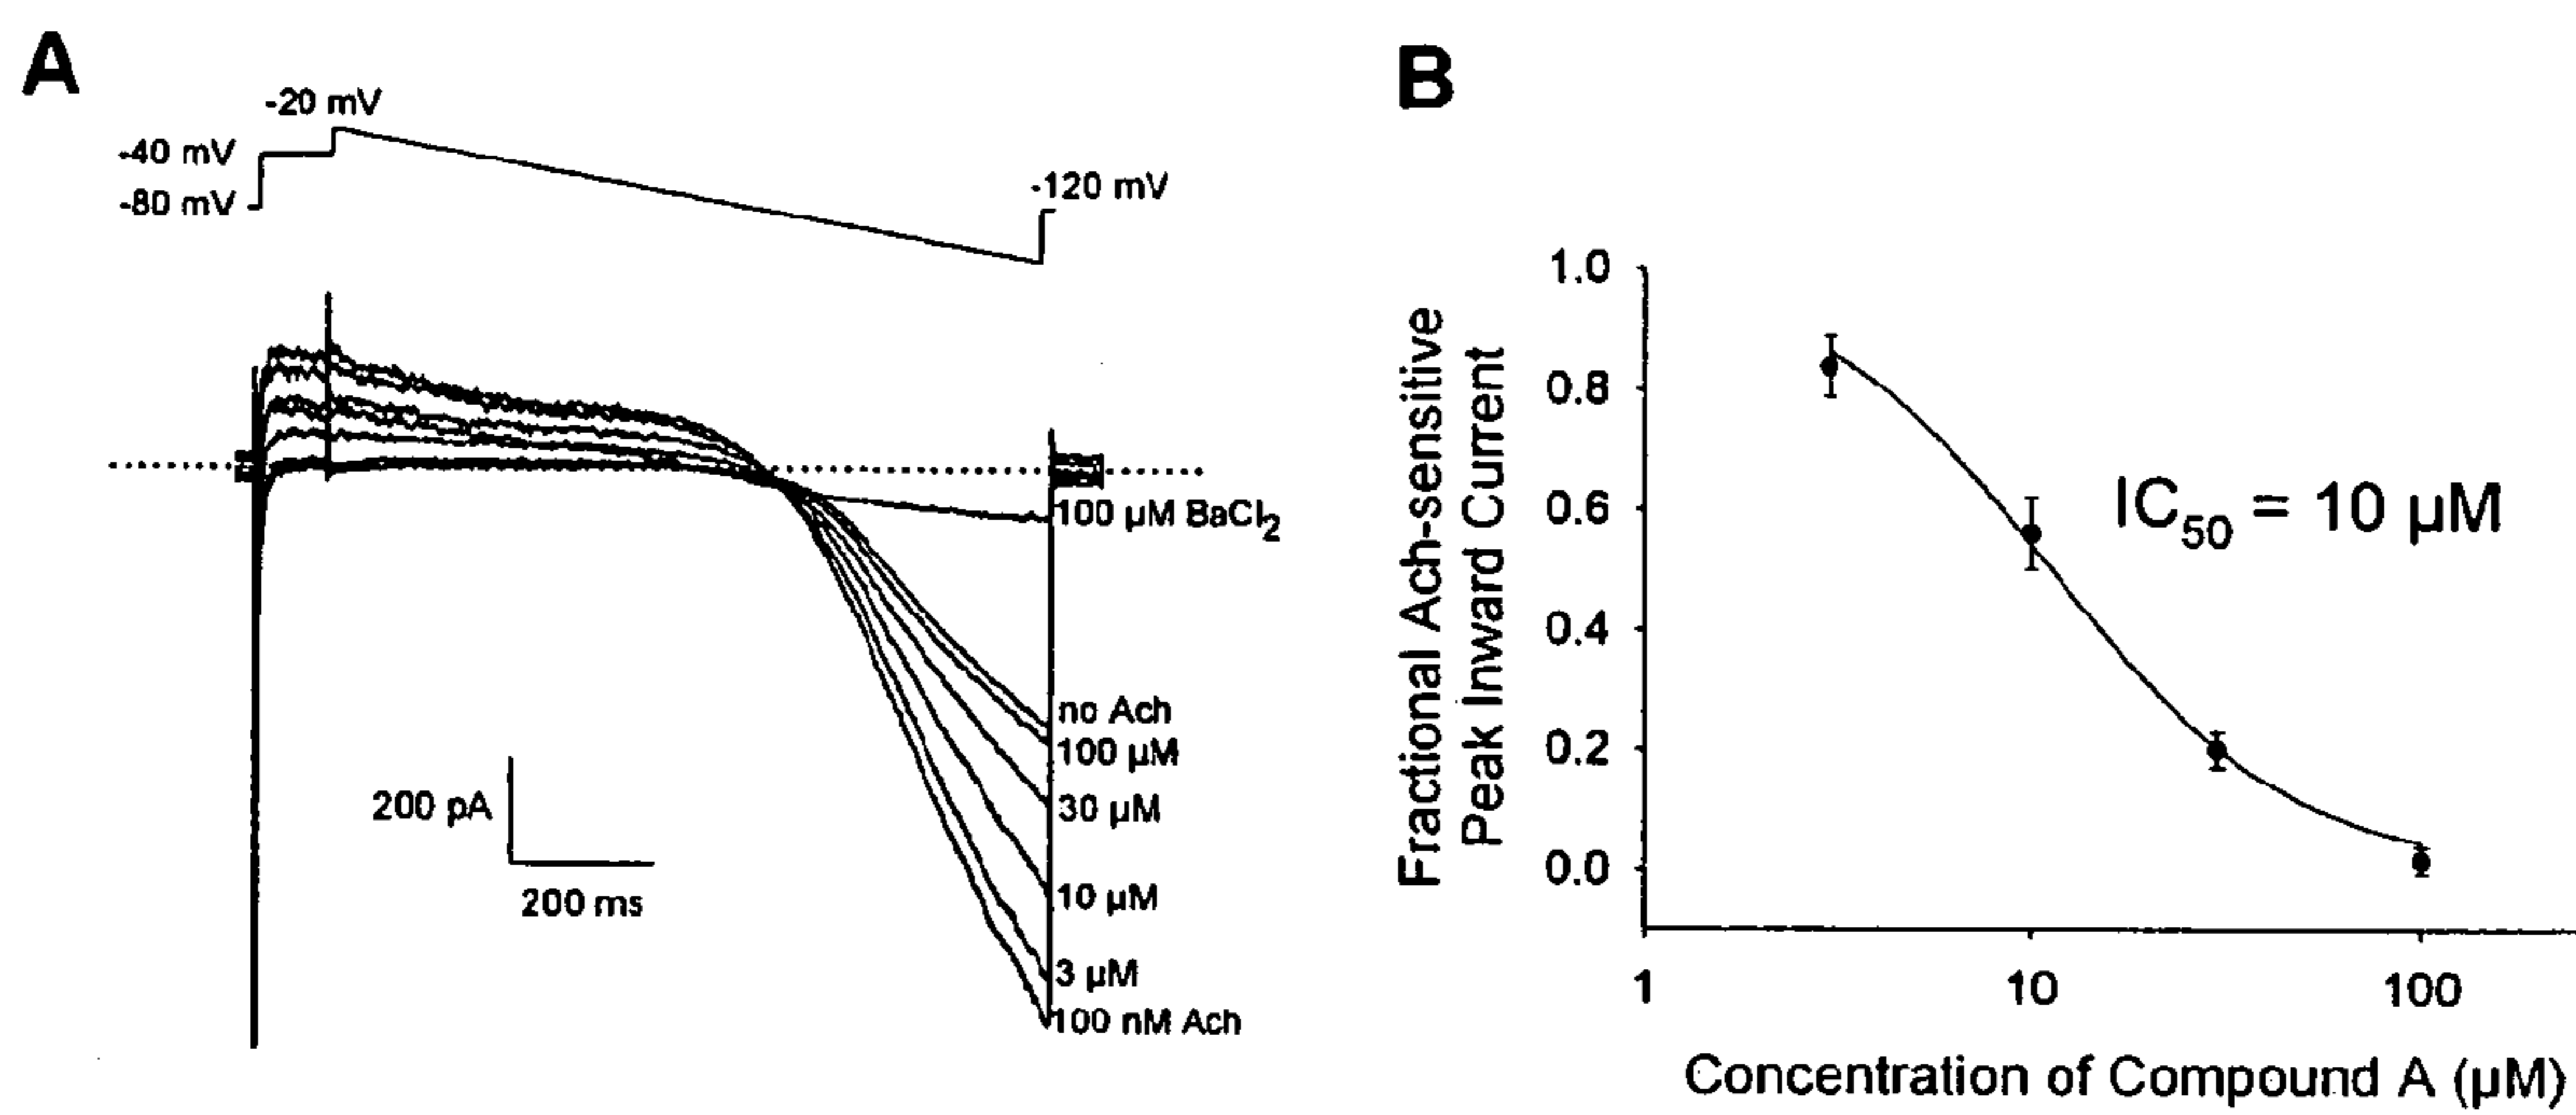 A
-20 mV
-40 mV
-80 mV
-120 mV
100 µM BaCl2
no Ach
100 µM
30 µM
10 µM
3 µM
100 nM Ach
200 pA
200 ms
B
Fractional Ach-sensitive
Peak Inward Current
1.0
0.8
0.6
0.4
0.2
0.0
IC50 = 10 µM
1
10
100
Concentration of Compound A (µM)